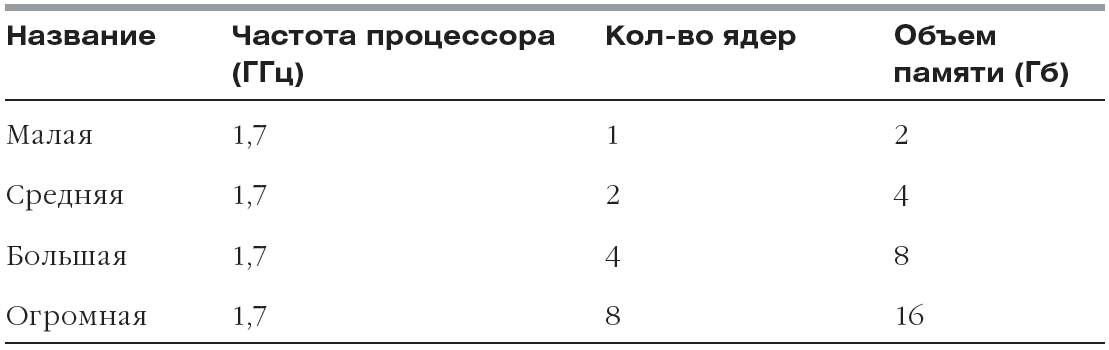 Название Частота процессора Кол-во ядер Объем
(ГГц) памяти (Гб)
Малая 1,7 1 2
Средняя 1,7 2 4
Большая 1,7 4 8
Огромная 1,7 8 16